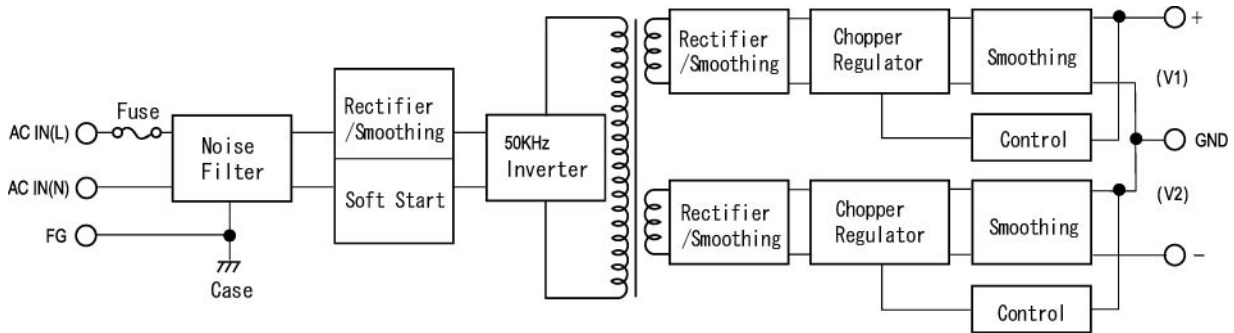 AC IN(L)
Fuse
AC IN(N)
FG
Noise
Filter
Case
Rectifier
/Smoothing
Soft Start
50KHz
Inverter
Rectifier
/Smoothing
Chopper
Regulator
Smoothing
Control
+
(V1)
GND
Rectifier
/Smoothing
Chopper
Regulator
Smoothing
Control
(V2)
−